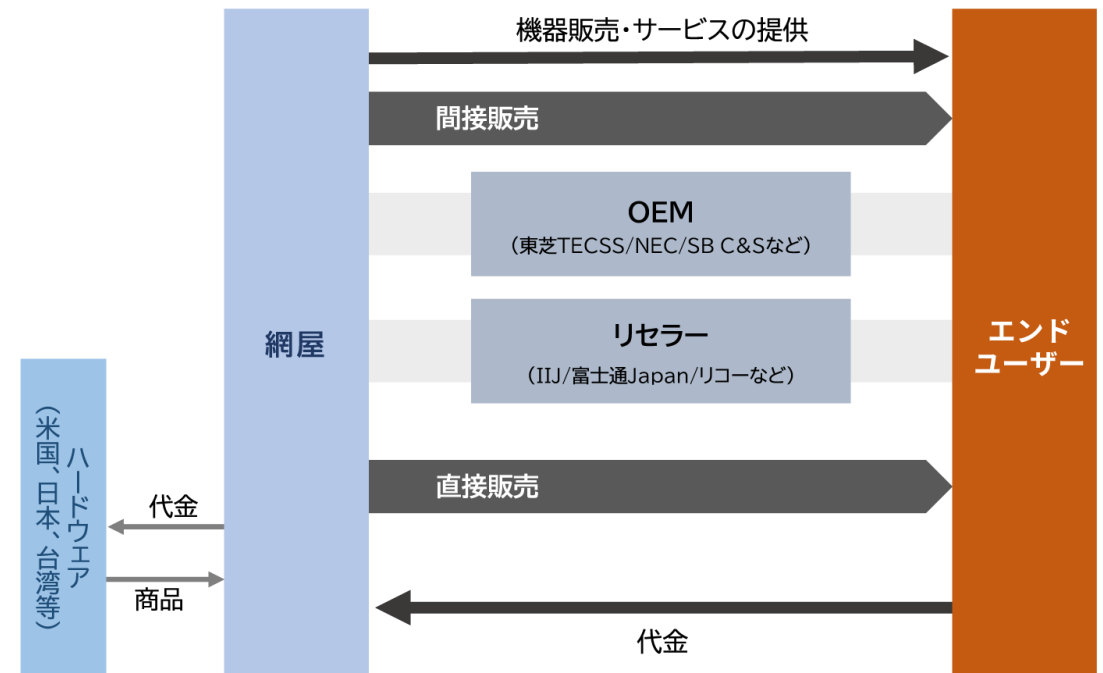 機器販売・サービスの提供
間接販売
OEM
（東芝TECSS/NEC/SB C&Sなど）
リセラー
（IIJ/富士通Japan/リコーなど）
網屋
エンド
ユーザー
直接販売
ハードウェア
（米国、日本、台湾等）
代金
商品
代金